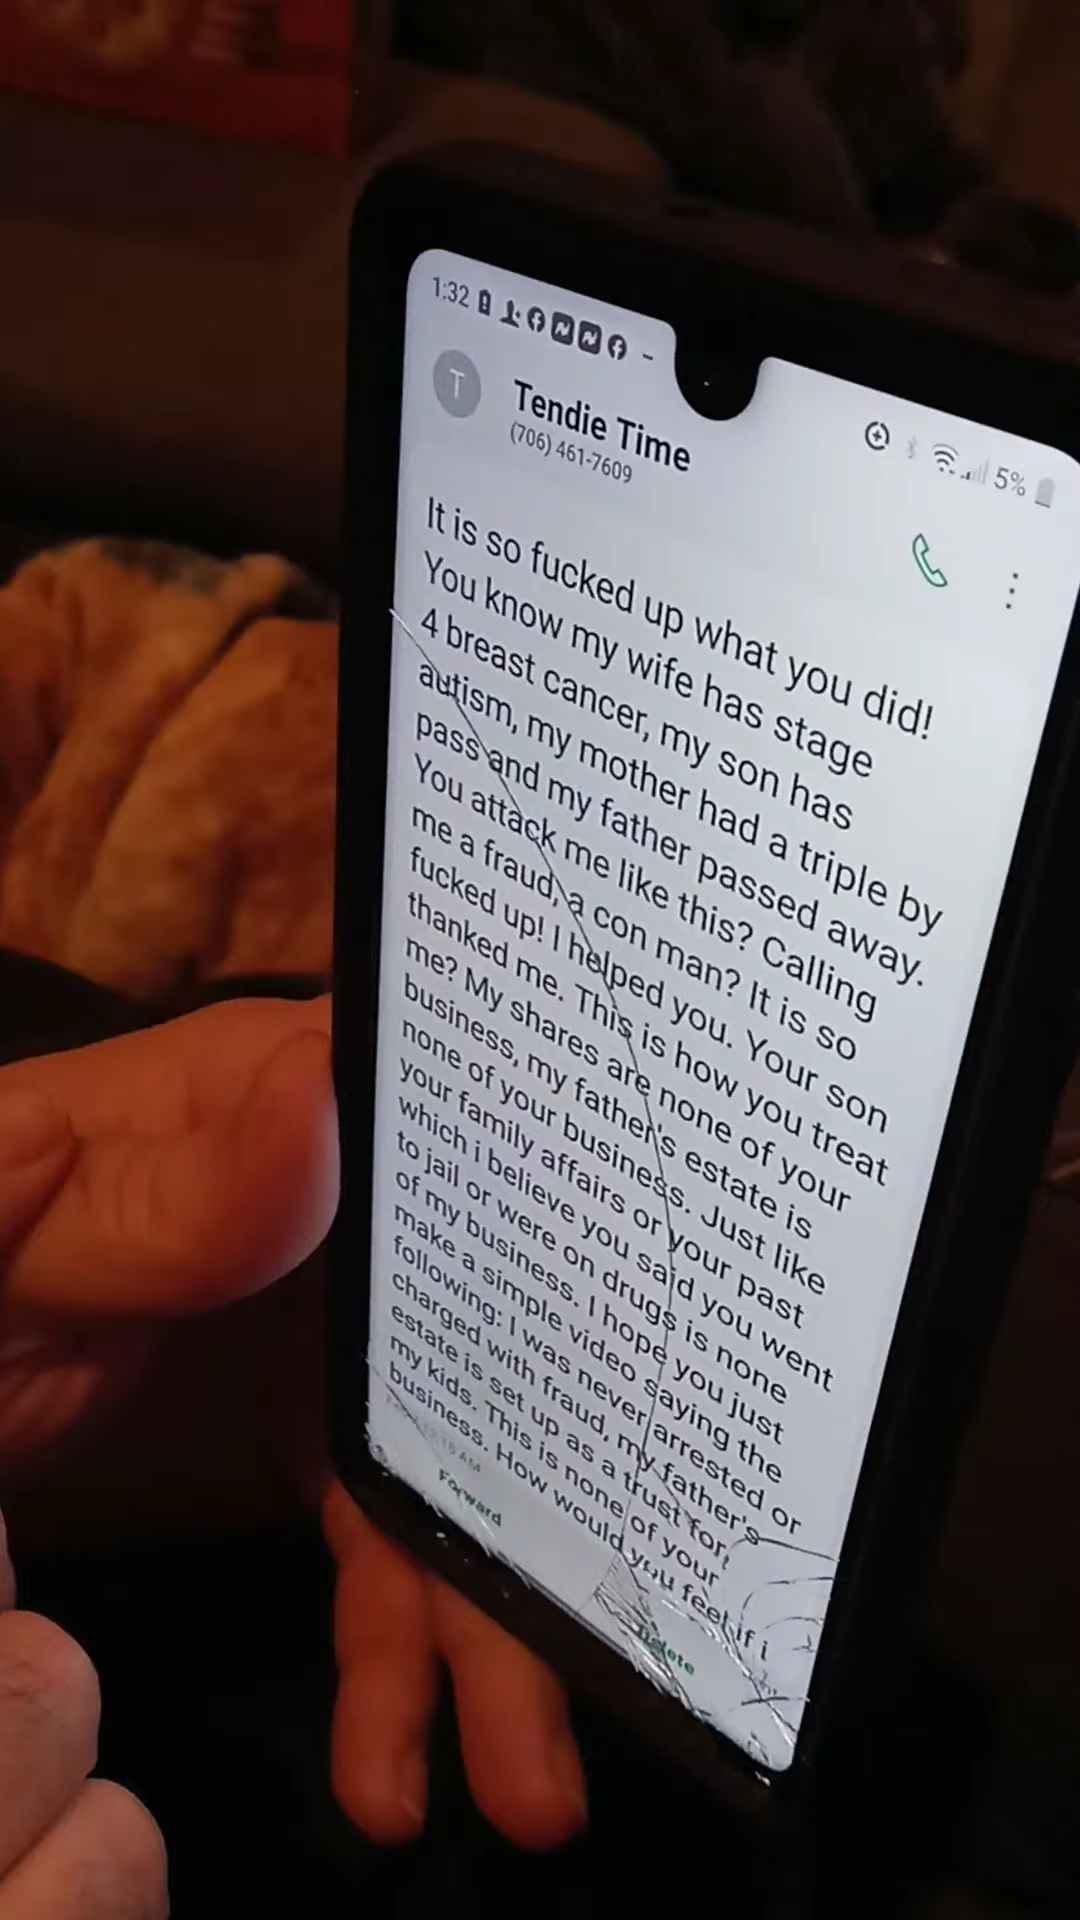 1:32
5%
T
Tendie Time
(706) 461-7609
It is so fucked up what you did!
You know my wife has stage
4 breast cancer, my son has
autism, my mother had a triple by
pass and my father passed away.
You attack me like this? Calling
me a fraud, a con man? It is so
fucked up! I helped you. Your son
thanked me. This is how you treat
me? My shares are none of your
business, my father's estate is
none of your business. Just like
your family affairs or your past
which i believe you said you went
to jail or were on drugs is none
of my business. I hope you just
make a simple video saying the
following: I was never arrested or
charged with fraud, my father's
estate is set up as a trust for
my kids. This is none of your
business. How would you feel if i
AM
Forward
Delete